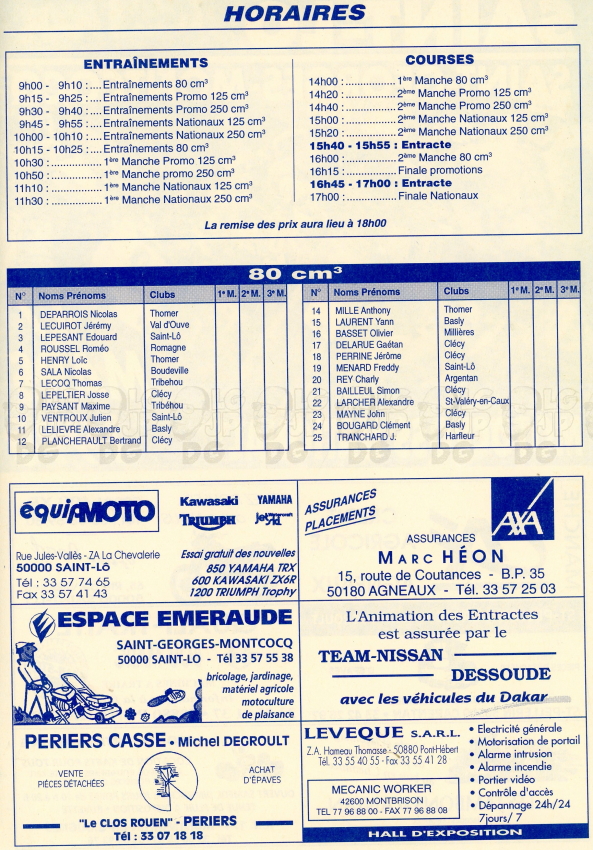 HORAIRES
ENTRAÎNEMENTS
9h00 - 9h10 :.... Entraînements 80 cm³
9h15 - 9h25 :.... Entraînements Promo 125 cm³
9h30 - 9h40 :.... Entraînements Promo 250 cm³
9h45 - 9h55 :.... Entraînements Nationaux 125 cm³
10h00 - 10h10 :.... Entraînements Nationaux 250 cm³
10h15 - 10h25 :.... Entraînements 80 cm³
10h30 :.................. 1ère Manche Promo 125 cm³
10h50 :.................. 1ère Manche promo 250 cm³
11h10 :.................. 1ère Manche Nationaux 125 cm³
11h30 :.................. 1ère Manche Nationaux 250 cm³
COURSES
14h00 :.................. 1ère Manche 80 cm³
14h20 :.................. 2ème Manche Promo 125 cm³
14h40 :.................. 2ème Manche Promo 250 cm³
15h00 :.................. 2ème Manche Nationaux 125 cm³
15h20 :.................. 2ème Manche Nationaux 250 cm³
15h40 - 15h55 : Entracte
16h00 :.................. 2ème Manche 80 cm³
16h15 :.................. Finale promotions
16h45 - 17h00 : Entracte
17h00 :.................. Finale Nationaux
La remise des prix aura lieu à 18h00
80 cm³
N° Noms Prénoms Clubs 1e M. 2e M. 3e M.
1 DEPARROIS Nicolas Thomer
2 LECUIROT Jérémy Val d'Ouve
3 LEPESANT Edouard Saint-Lô
4 ROUSSEL Roméo Romagne
5 HENRY Loïc Thomer
6 SALA Nicolas Boudeville
7 LECOQ Thomas Tribehou
8 LEPELTIER Josse Clécy
9 PAYSANT Maxime Tribéhou
10 VENTROUX Julien Saint-Lô
11 LELIEVRE Alexandre Basly
12 PLANCHERAULT Bertrand Clécy
N° Noms Prénoms Clubs 1e M. 2e M. 3e M.
14 MILLE Anthony Thomer
15 LAURENT Yann Basly
16 BASSET Olivier Millières
17 DELARUE Gaétan Clécy
18 PERRINE Jérôme Clécy
19 MENARD Freddy Saint-Lô
20 REY Charly Argentan
21 BAILLEUL Simon Clécy
22 LARCHER Alexandre St-Valéry-en-Caux
23 MAYNE John Clécy
24 BOUGARD Clément Basly
25 TRANCHARD J. Harfleur
équipMOTO
Kawasaki YAMAHA
TRIUMPH Jet
Rue Jules-Vallès - ZA La Chevalerie
50000 SAINT-Lô
Tél : 33 57 74 65
Fax 33 57 41 43
Essai gratuit des nouvelles
850 YAMAHA TRX
600 KAWASAKI ZX6R
1200 TRIUMPH Trophy
ASSURANCES
PLACEMENTS
AXA
ASSURANCES
MARC HÉON
15, route de Coutances - B.P. 35
50180 AGNEAUX - Tél. 33 57 25 03
ESPACE EMERAUDE
SAINT-GEORGES-MONTCOCQ
50000 SAINT-LO - Tél 33 57 55 38
bricolage, jardinage,
matériel agricole
motoculture
de plaisance
L'Animation des Entractes
est assurée par le
TEAM-NISSAN
DESSOUDE
avec les véhicules du Dakar
PERIERS CASSE • Michel DEGROULT
VENTE
PIÈCES DÉTACHÉES
ACHAT
D'ÉPAVES
"Le CLOS ROUEN" - PERIERS
Tél : 33 07 18 18
LEVEQUE S.A.R.L.
Z.A. Hameau Thomasse - 50880 Pont-Hébert
Tél. 33 55 40 55 - Fax 33 55 41 28
MECANIC WORKER
42600 MONTBRISON
TEL 77 96 88 00 - FAX 77 96 88 08
• Electricité générale
• Motorisation de portail
• Alarme intrusion
• Alarme incendie
• Portier vidéo
• Contrôle d'accès
• Dépannage 24h/24
7jours/ 7
HALL D'EXPOSITION